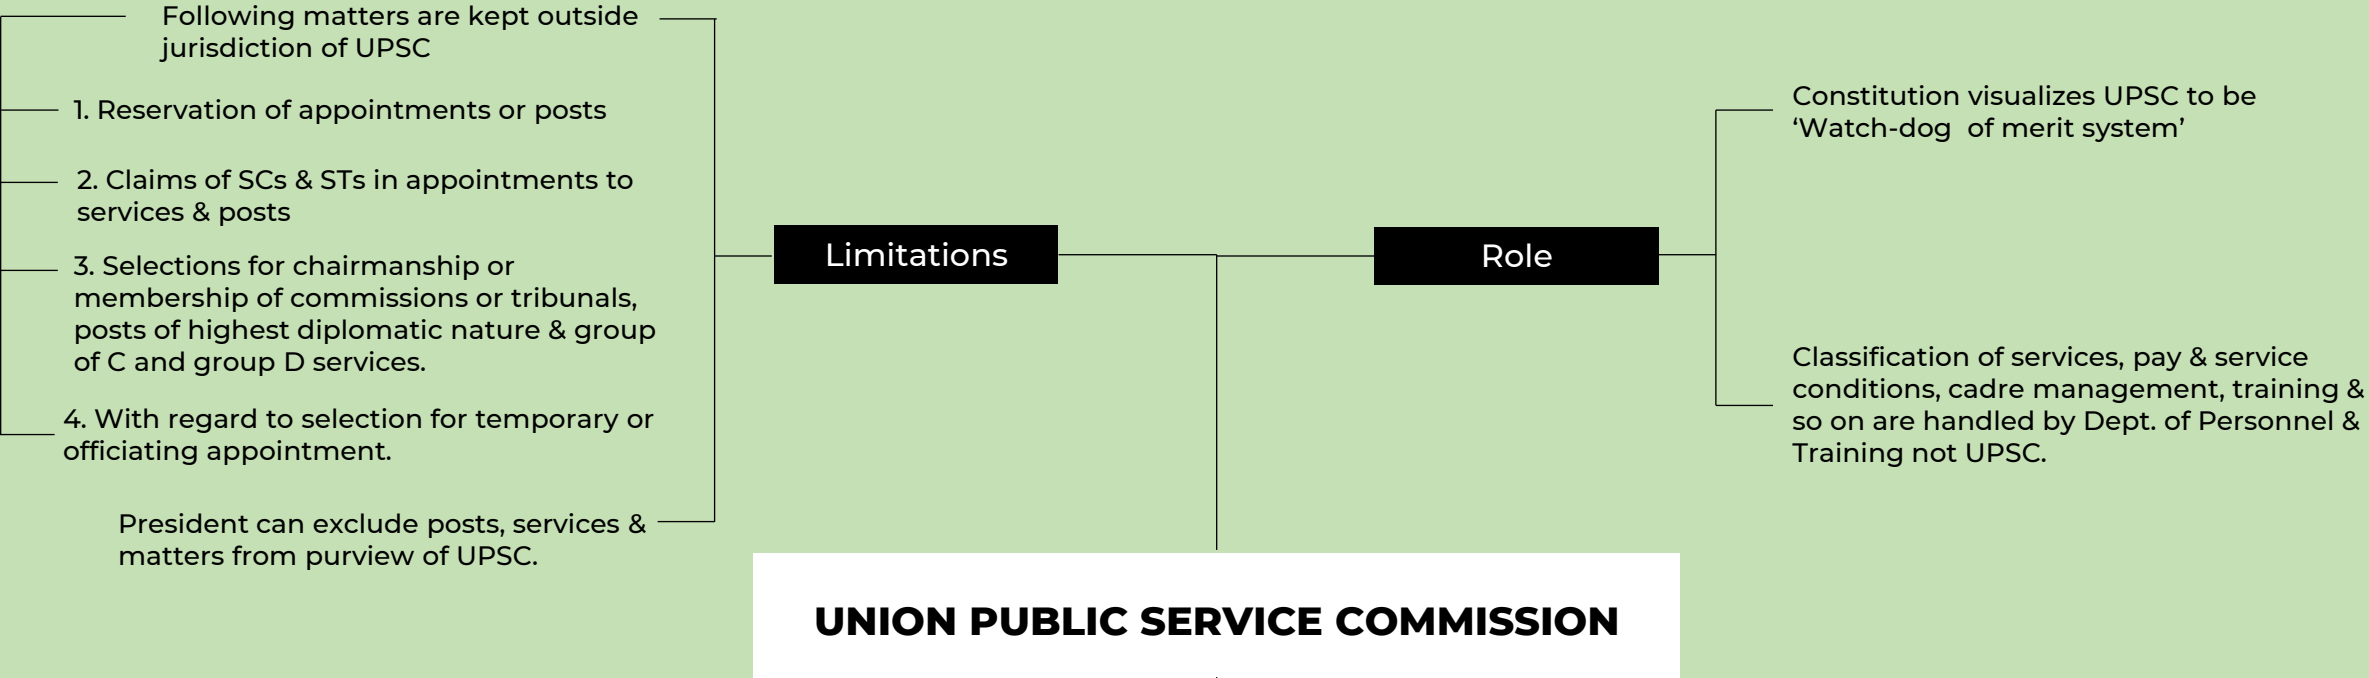 Following matters are kept outside
jurisdiction of UPSC
1. Reservation of appointments or posts
2. Claims of SCs & STs in appointments to
services & posts
3. Selections for chairmanship or
membership of commissions or tribunals,
posts of highest diplomatic nature & group
of C and group D services.
4. With regard to selection for temporary or
officiating appointment.
President can exclude posts, services &
matters from purview of UPSC.
Limitations
Role
Constitution visualizes UPSC to be
‘Watch-dog  of merit system’
Classification of services, pay & service
conditions, cadre management, training &
so on are handled by Dept. of Personnel &
Training not UPSC.
UNION PUBLIC SERVICE COMMISSION